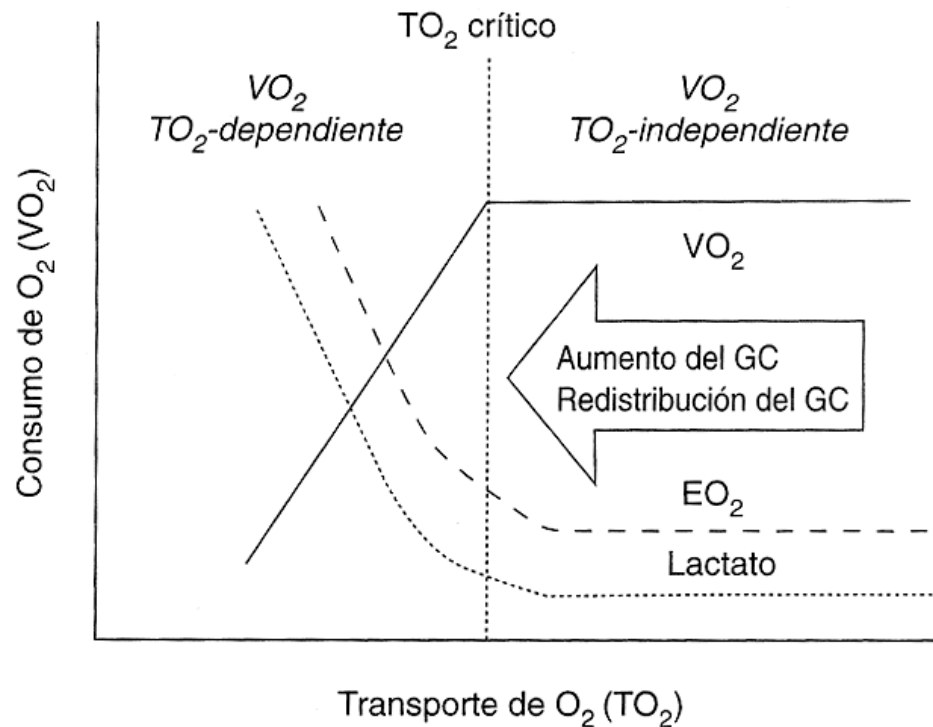 TO₂ crítico
VO₂
TO₂-dependiente
VO₂
TO₂-independiente
Consumo de O₂ (VO₂)
VO₂
Aumento del GC
Redistribución del GC
EO₂
Lactato
Transporte de O₂ (TO₂)